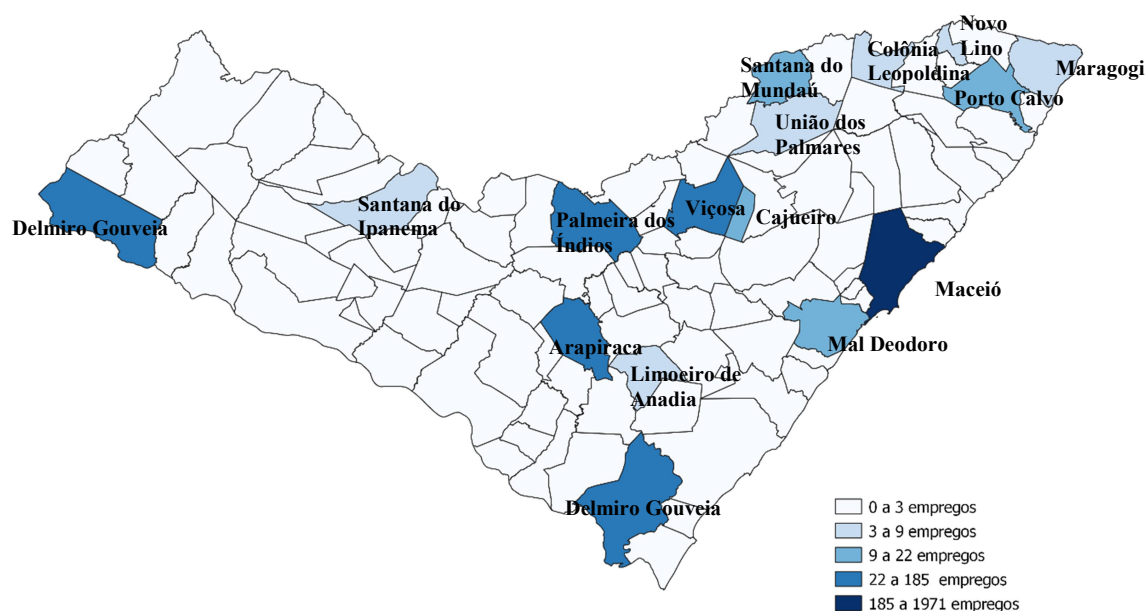 Novo
Lino
Colônia
Leopoldina
Maragogi
Santana do
Mundaú
Porto Calvo
União dos
Palmares
Delmiro Gouveia
Santana do
Ipanema
Palmeira dos
Índios
Viçosa
Cajueiro
Maceió
Mal Deodoro
Arapiraca
Limoeiro de
Anadia
Delmiro Gouveia
0 a 3 empregos
3 a 9 empregos
9 a 22 empregos
22 a 185 empregos
185 a 1971 empregos